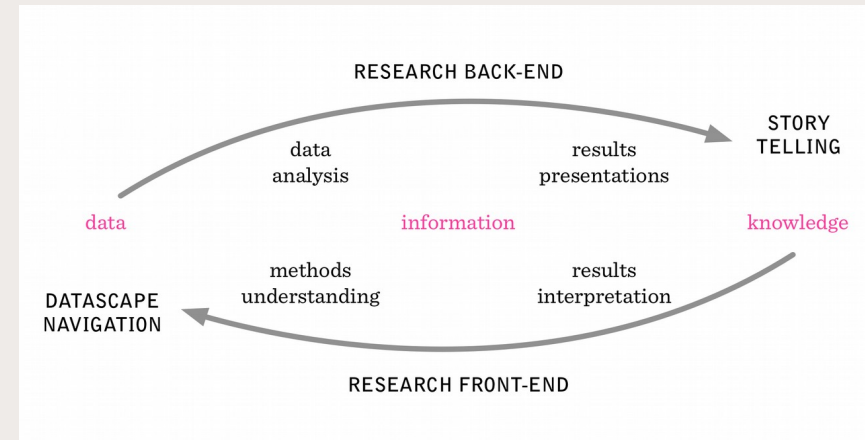 RESEARCH BACK-END
STORY
TELLING
data
analysis
results
presentations
data
information
knowledge
methods
understanding
results
interpretation
DATASCAPE
NAVIGATION
RESEARCH FRONT-END